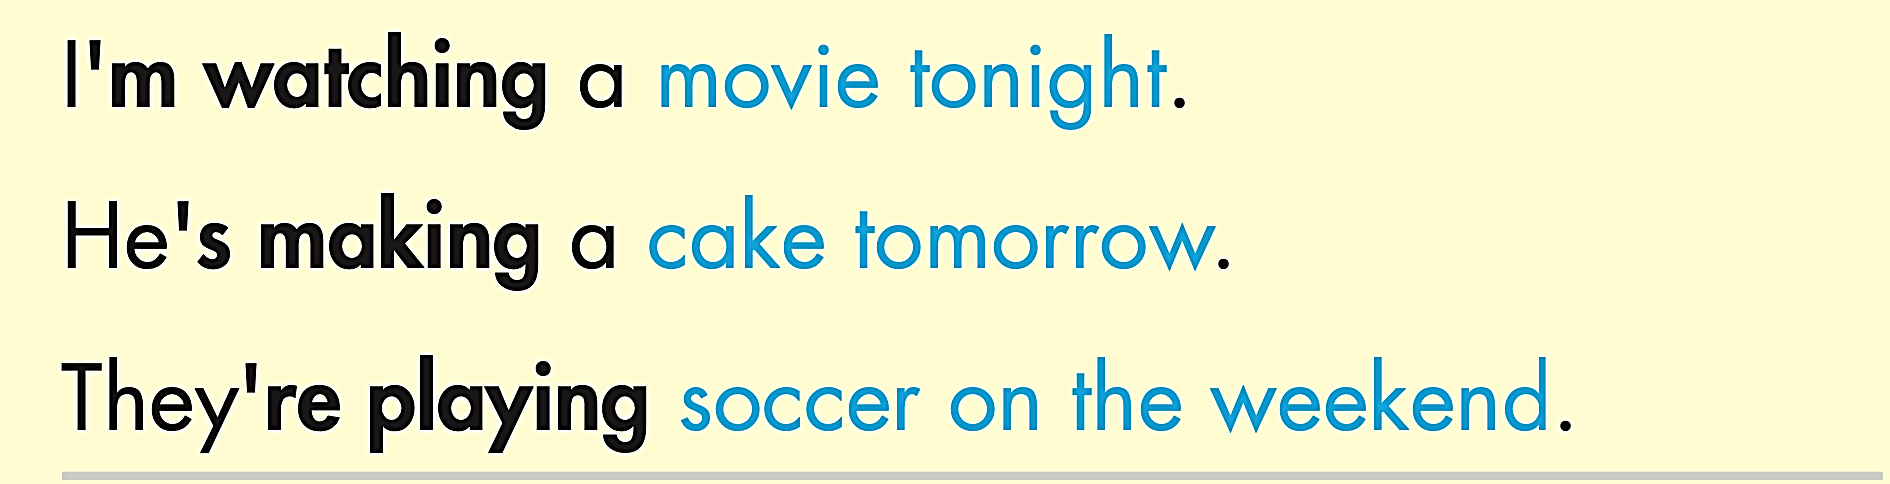 I'm watching a movie tonight.
He's making a cake tomorrow.
They're playing soccer on the weekend.